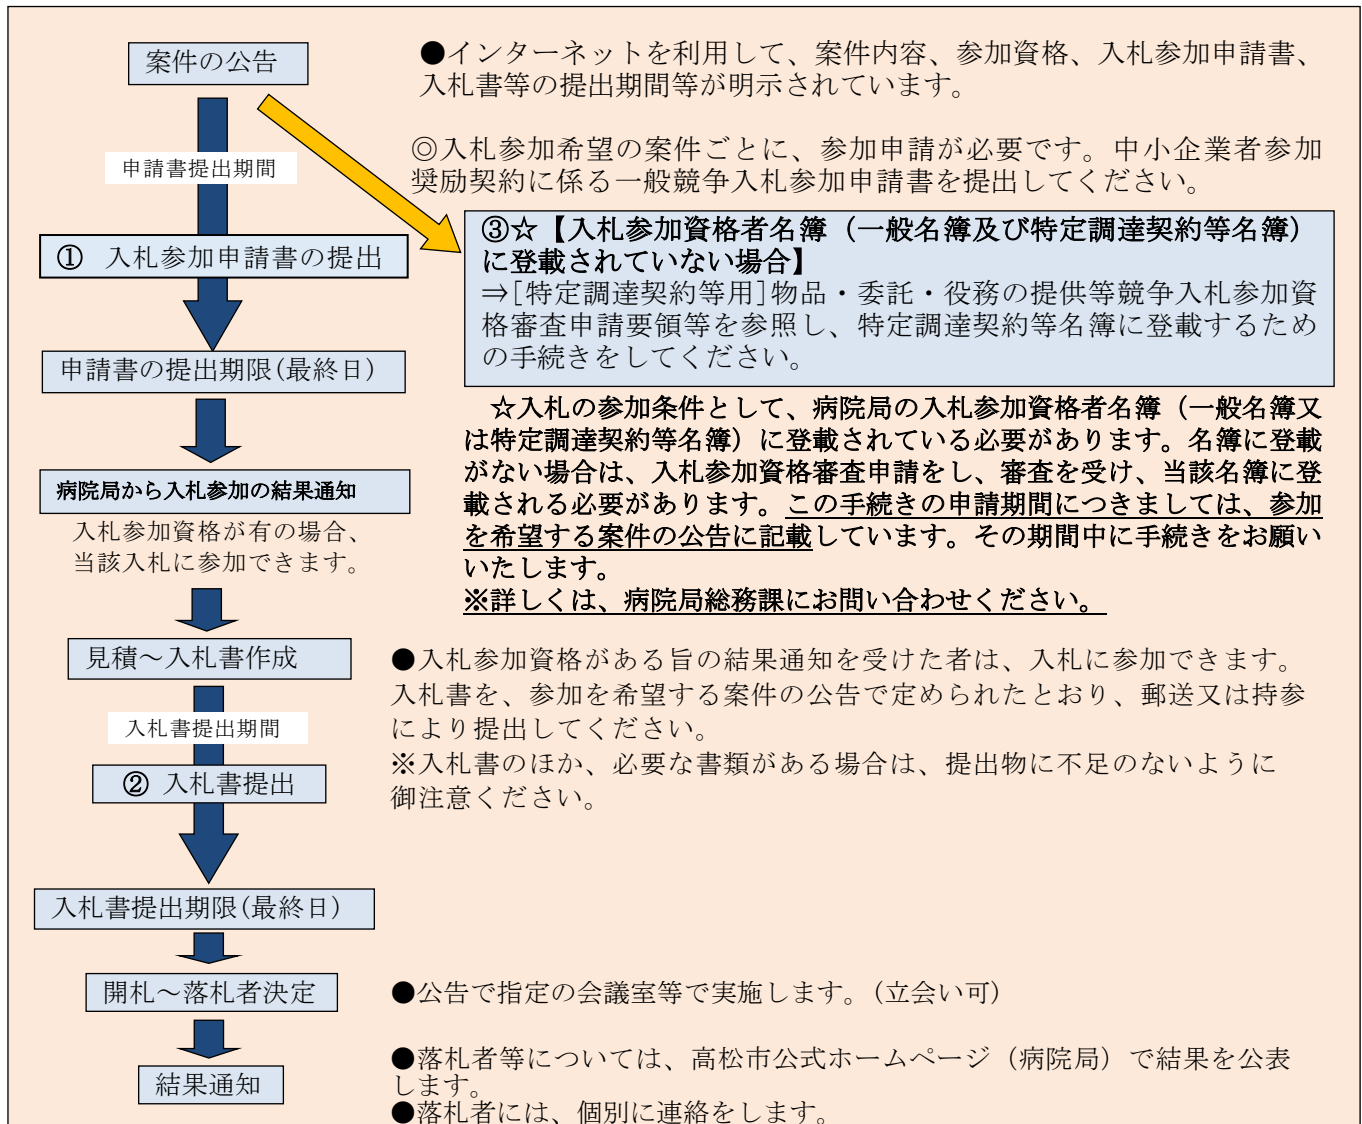 案件の公告
●インターネットを利用して、案件内容、参加資格、入札参加申請書、
入札書等の提出期間等が明示されています。
申請書提出期間
◎入札参加希望の案件ごとに、参加申請が必要です。中小企業者参加
奨励契約に係る一般競争入札参加申請書を提出してください。
① 入札参加申請書の提出
③☆【入札参加資格者名簿（一般名簿及び特定調達契約等名簿）
に登載されていない場合】
⇒[特定調達契約等用]物品・委託・役務の提供等競争入札参加資
格審査申請要領等を参照し、特定調達契約等名簿に登載するため
の手続きをしてください。
申請書の提出期限(最終日)
☆入札の参加条件として、病院局の入札参加資格者名簿（一般名簿又
は特定調達契約等名簿）に登載されている必要があります。名簿に登載
がない場合は、入札参加資格審査申請をし、審査を受け、当該名簿に登
載される必要があります。この手続きの申請期間につきましては、参加
を希望する案件の公告に記載しています。その期間中に手続きをお願い
いたします。
※詳しくは、病院局総務課にお問い合わせください。
病院局から入札参加の結果通知
入札参加資格が有の場合、
当該入札に参加できます。
見積～入札書作成
●入札参加資格がある旨の結果通知を受けた者は、入札に参加できます。
入札書を、参加を希望する案件の公告で定められたとおり、郵送又は持参
により提出してください。
※入札書のほか、必要な書類がある場合は、提出物に不足のないように
御注意ください。
入札書提出期間
② 入札書提出
入札書提出期限(最終日)
開札～落札者決定
●公告で指定の会議室等で実施します。(立会い可)
結果通知
●落札者等については、高松市公式ホームページ（病院局）で結果を公表
します。
●落札者には、個別に連絡をします。